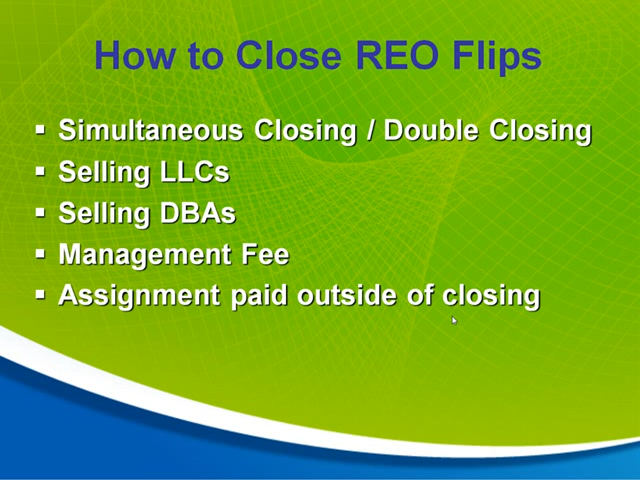 How to Close REO Flips
▪ Simultaneous Closing / Double Closing
▪ Selling LLCs
▪ Selling DBAs
▪ Management Fee
▪ Assignment paid outside of closing